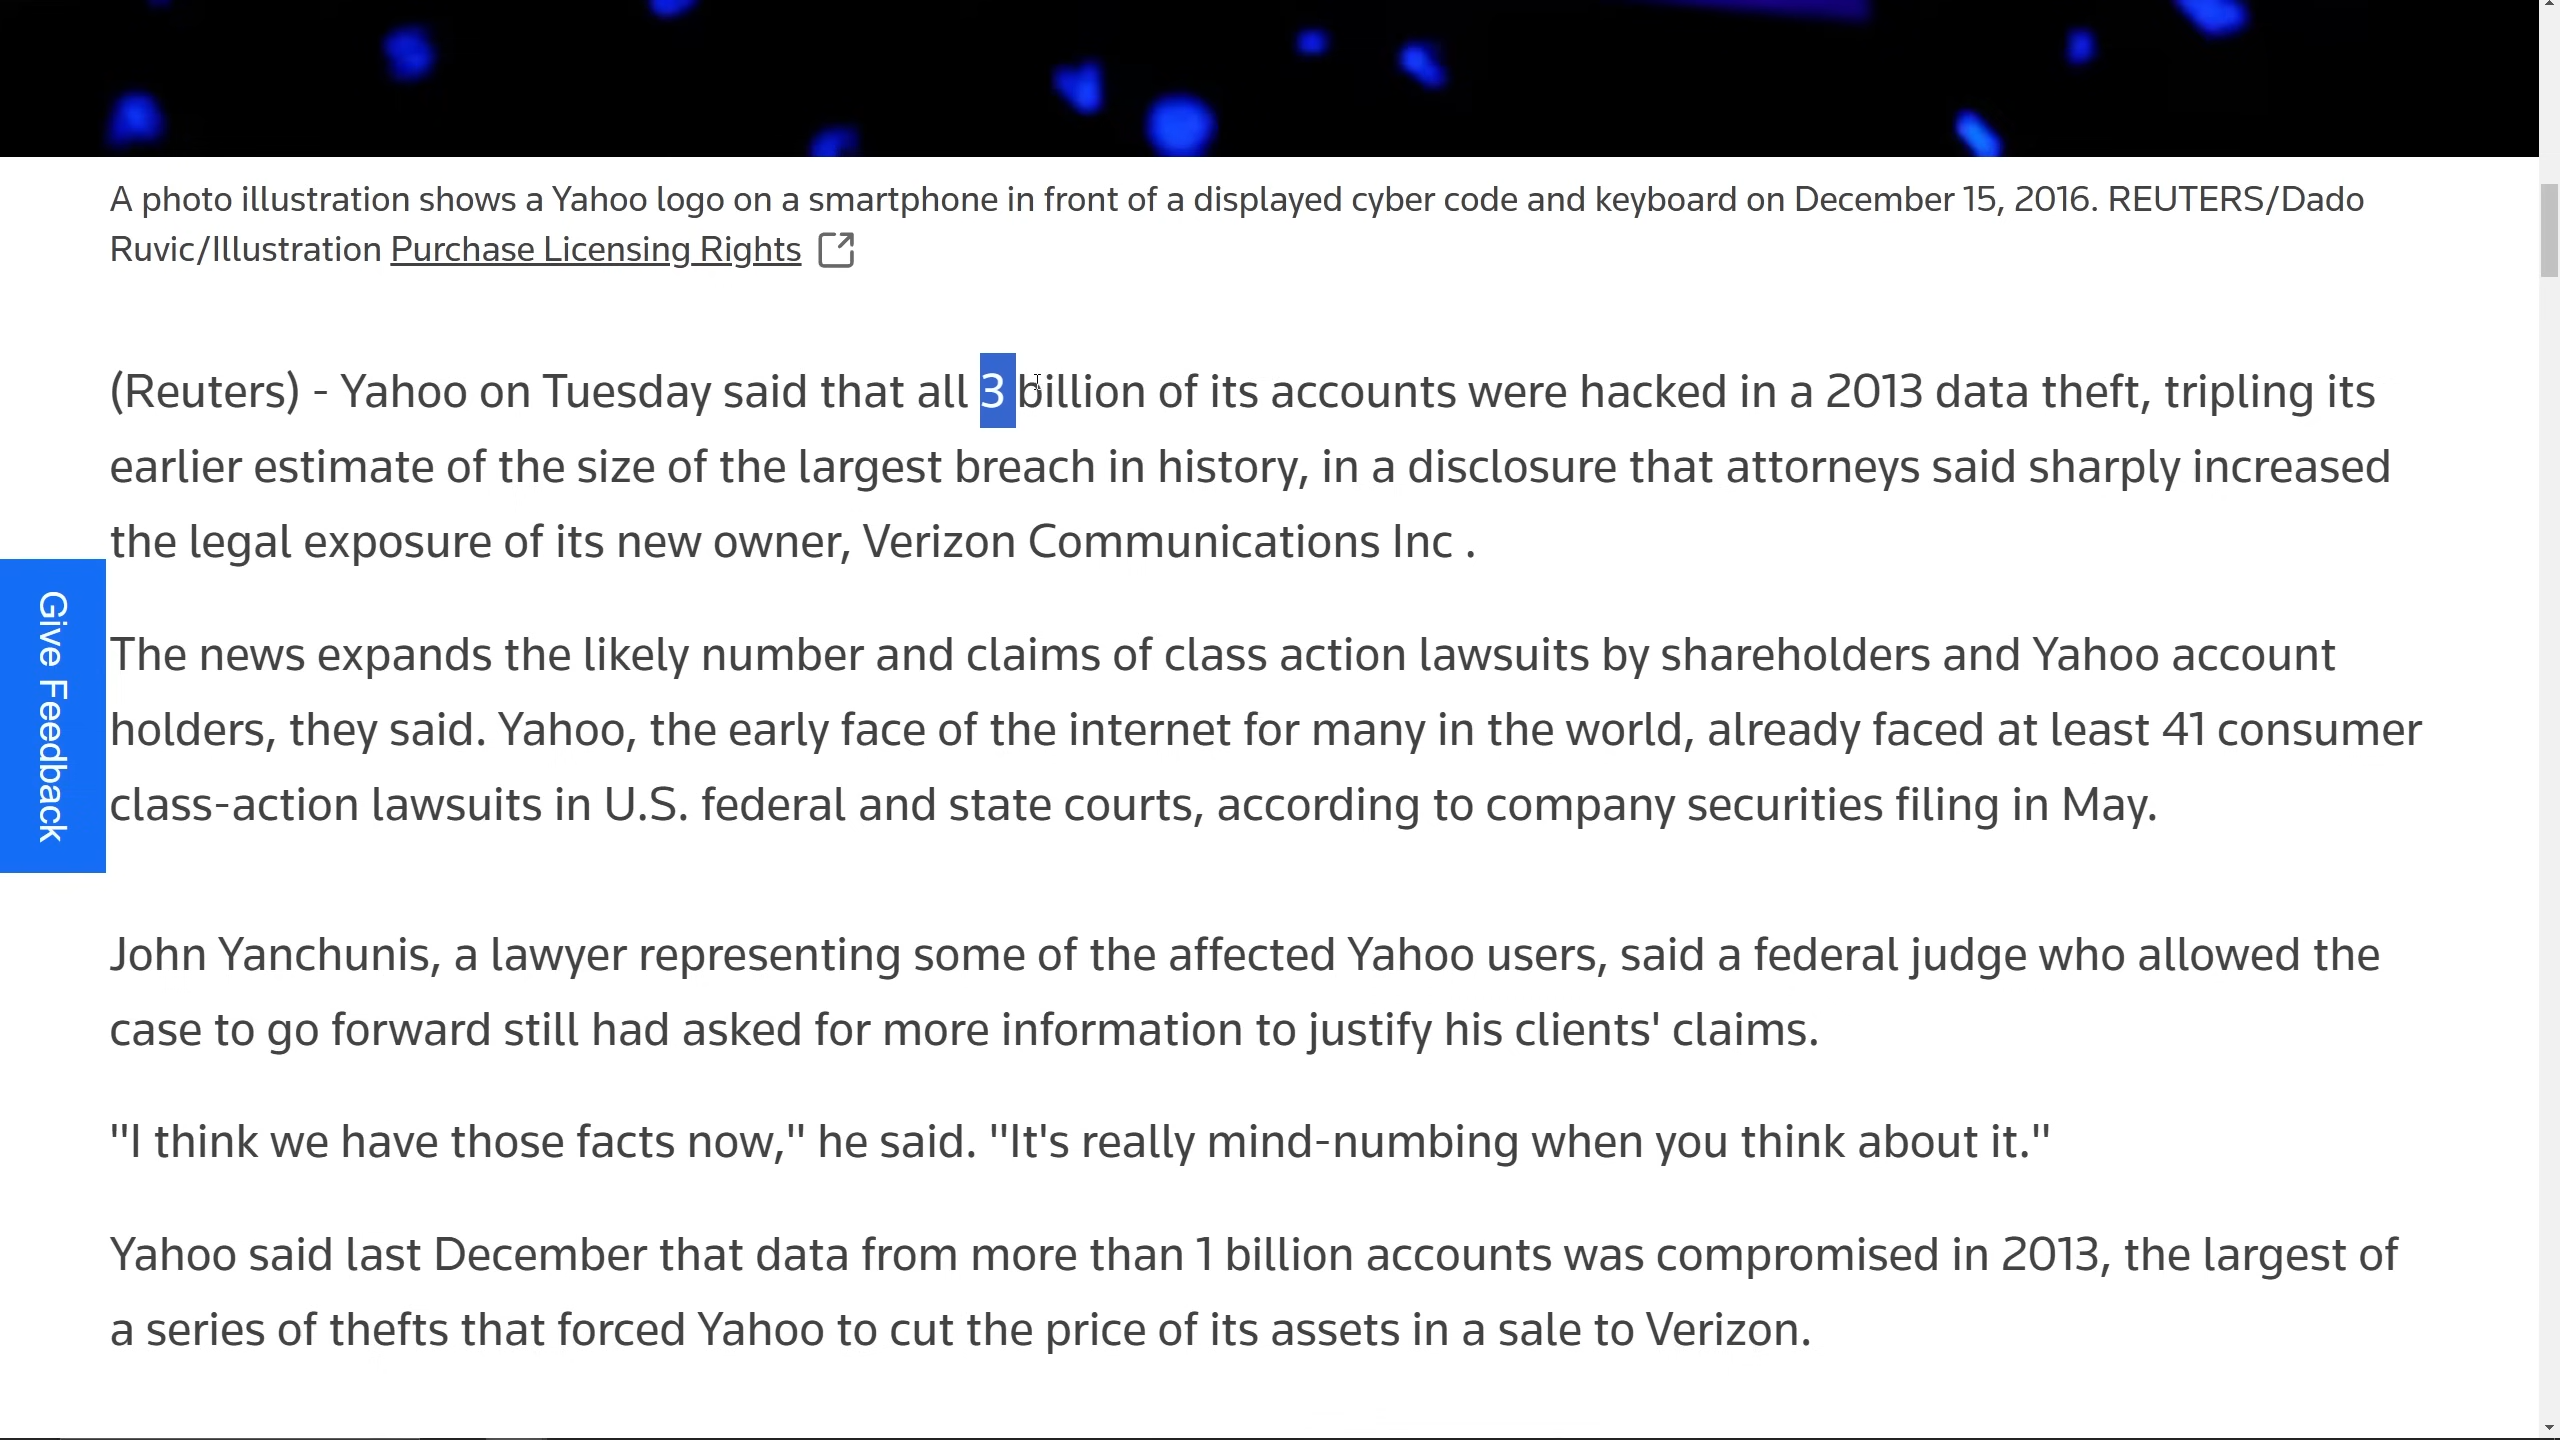 A photo illustration shows a Yahoo logo on a smartphone in front of a displayed cyber code and keyboard on December 15, 2016. REUTERS/Dado
Ruvic/Illustration Purchase Licensing Rights
(Reuters) - Yahoo on Tuesday said that all 3 billion of its accounts were hacked in a 2013 data theft, tripling its
earlier estimate of the size of the largest breach in history, in a disclosure that attorneys said sharply increased
the legal exposure of its new owner, Verizon Communications Inc .
Give Feedback
The news expands the likely number and claims of class action lawsuits by shareholders and Yahoo account
holders, they said. Yahoo, the early face of the internet for many in the world, already faced at least 41 consumer
class-action lawsuits in U.S. federal and state courts, according to company securities filing in May.
John Yanchunis, a lawyer representing some of the affected Yahoo users, said a federal judge who allowed the
case to go forward still had asked for more information to justify his clients' claims.
"I think we have those facts now," he said. "It's really mind-numbing when you think about it."
Yahoo said last December that data from more than 1 billion accounts was compromised in 2013, the largest of
a series of thefts that forced Yahoo to cut the price of its assets in a sale to Verizon.